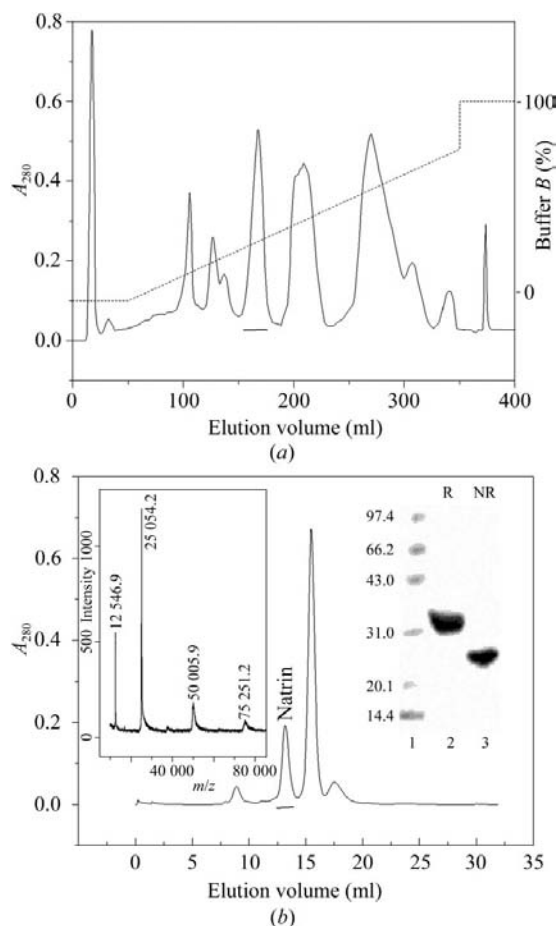 0.8
0.6
0.4
0.2
0.0
A280
100
0
Buffer B (%)
0 100 200 300 400
Elution volume (ml)
(a)
0.8
0.6
0.4
0.2
0.0
A280
0 500 Intensity 1000
12 546.9
25 054.2
50 005.9
75 251.2
40 000 80 000
m/z
Natrin
R NR
97.4
66.2
43.0
31.0
20.1
14.4
1 2 3
0 5 10 15 20 25 30 35
Elution volume (ml)
(b)